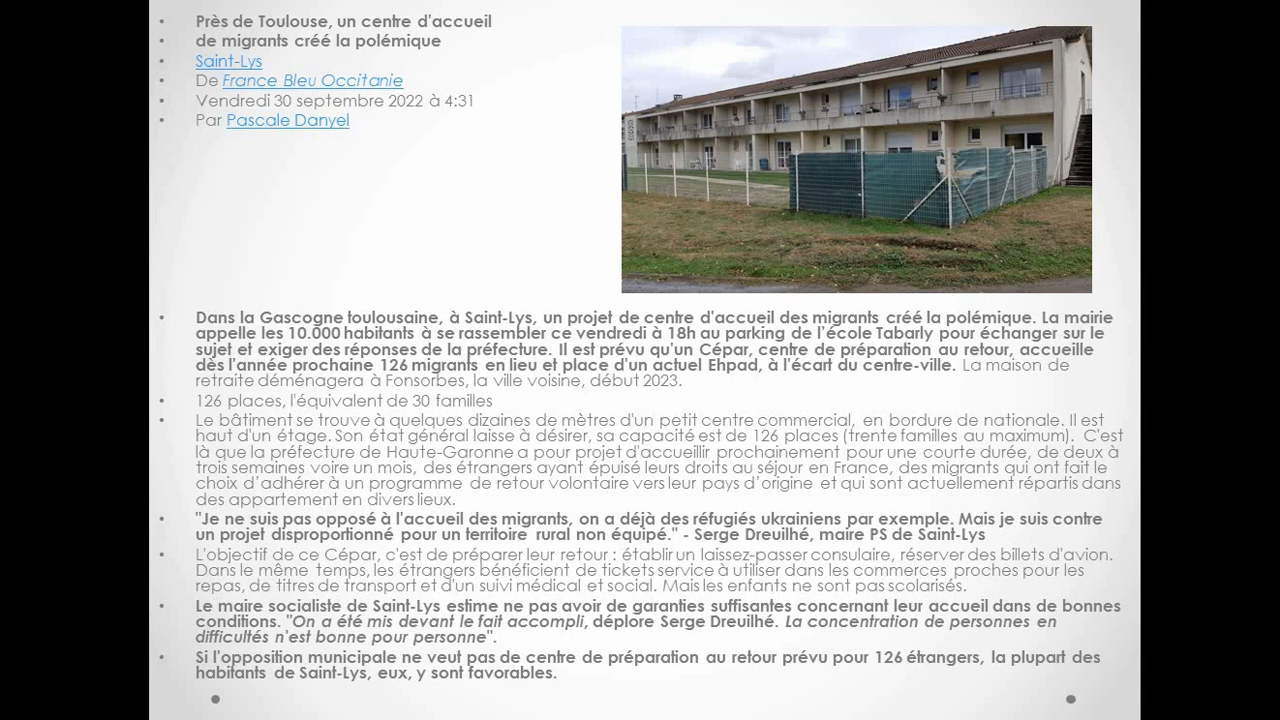 • Près de Toulouse, un centre d'accueil
• de migrants créé la polémique
• Saint-Lys
• De France Bleu Occitanie
• Vendredi 30 septembre 2022 à 4:31
• Par Pascale Danyel
• Dans la Gascogne toulousaine, à Saint-Lys, un projet de centre d'accueil des migrants créé la polémique. La mairie
appelle les 10.000 habitants à se rassembler ce vendredi à 18h au parking de l'école Tabarly pour échanger sur le
sujet et exiger des réponses de la préfecture. Il est prévu qu'un Cépar, centre de préparation au retour, accueille
dès l'année prochaine 126 migrants en lieu et place d'un actuel Ehpad, à l'écart du centre-ville. La maison de
retraite déménagera à Fonsorbes, la ville voisine, début 2023.
• 126 places, l'équivalent de 30 familles
• Le bâtiment se trouve à quelques dizaines de mètres d'un petit centre commercial, en bordure de nationale. Il est
haut d'un étage. Son état général laisse à désirer, sa capacité est de 126 places (trente familles au maximum). C'est
là que la préfecture de Haute-Garonne a pour projet d'accueillir prochainement pour une courte durée, de deux à
trois semaines voire un mois, des étrangers ayant épuisé leurs droits au séjour en France, des migrants qui ont fait le
choix d'adhérer à un programme de retour volontaire vers leur pays d'origine et qui sont actuellement répartis dans
des appartement en divers lieux.
• "Je ne suis pas opposé à l'accueil des migrants, on a déjà des réfugiés ukrainiens par exemple. Mais je suis contre
un projet disproportionné pour un territoire rural non équipé." - Serge Dreuilhé, maire PS de Saint-Lys
• L'objectif de ce Cépar, c'est de préparer leur retour : établir un laissez-passer consulaire, réserver des billets d'avion.
Dans le même temps, les étrangers bénéficient de tickets service à utiliser dans les commerces proches pour les
repas, de titres de transport et d'un suivi médical et social. Mais les enfants ne sont pas scolarisés.
• Le maire socialiste de Saint-Lys estime ne pas avoir de garanties suffisantes concernant leur accueil dans de bonnes
conditions. "On a été mis devant le fait accompli, déplore Serge Dreuilhé. La concentration de personnes en
difficultés n'est bonne pour personne".
• Si l'opposition municipale ne veut pas de centre de préparation au retour prévu pour 126 étrangers, la plupart des
habitants de Saint-Lys, eux, y sont favorables.